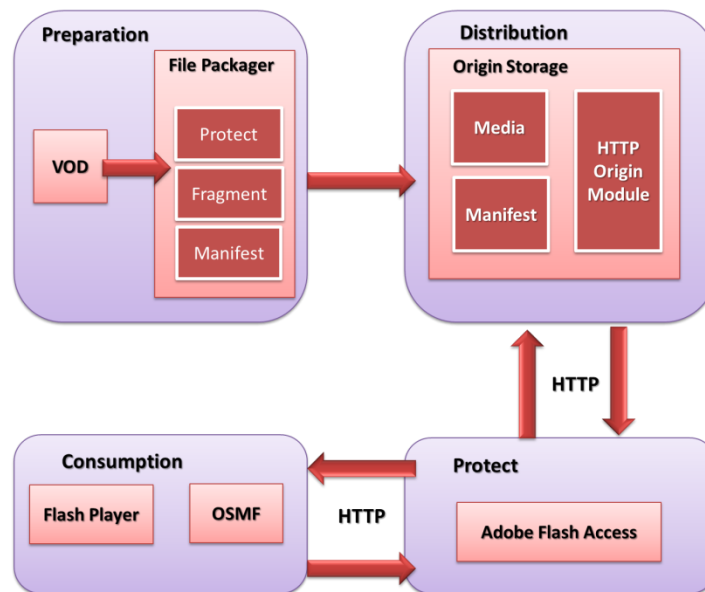 Preparation
File Packager
VOD
Protect
Fragment
Manifest
Distribution
Origin Storage
Media
Manifest
HTTP
Origin
Module
HTTP
Consumption
Flash Player
OSMF
HTTP
Protect
Adobe Flash Access